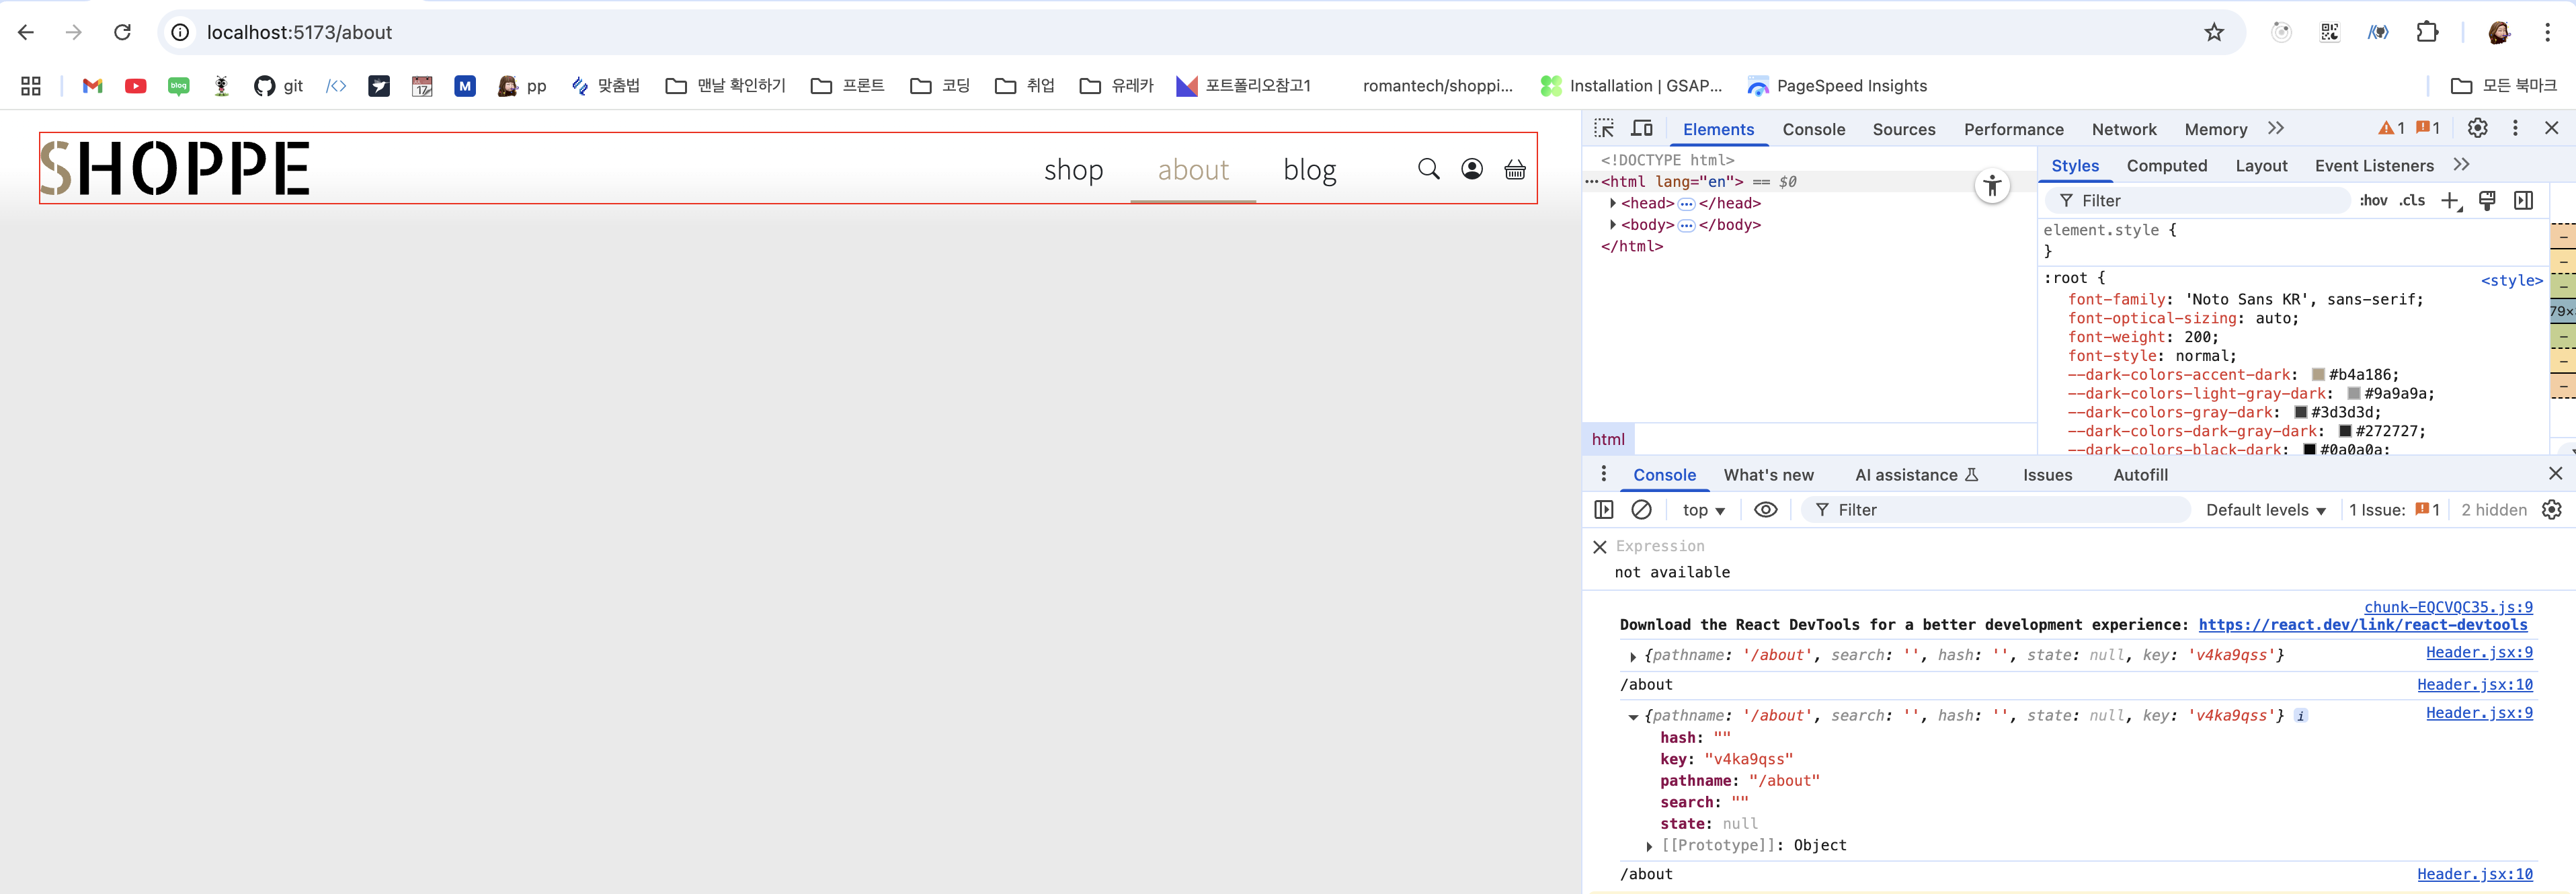 localhost:5173/about
git
pp
맞춤법
맨날 확인하기
프론트
코딩
취업
유레카
포트폴리오참고1
romantech/shoppi...
Installation | GSAP...
PageSpeed Insights
모든 북마크
SHOPPE
shop
about
blog
Elements
Console
Sources
Performance
Network
Memory
1
1
<!DOCTYPE html>
<html lang="en"> == $0
<head> </head>
<body> </body>
</html>
html
Styles
Computed
Layout
Event Listeners
Filter
:hov
.cls
element.style {
}
:root {
<style>
font-family: 'Noto Sans KR', sans-serif;
font-optical-sizing: auto;
font-weight: 200;
font-style: normal;
--dark-colors-accent-dark: #b4a186;
--dark-colors-light-gray-dark: #9a9a9a;
--dark-colors-gray-dark: #3d3d3d;
--dark-colors-dark-gray-dark: #272727;
--dark-colors-black-dark: #0a0a0a;
79×
Console
What's new
AI assistance
Issues
Autofill
top
Filter
Default levels
1 Issue: 1
2 hidden
Expression
not available
chunk-EQCVQC35.js:9
Download the React DevTools for a better development experience: https://react.dev/link/react-devtools
{pathname: '/about', search: '', hash: '', state: null, key: 'v4ka9qss'}
Header.jsx:9
/about
Header.jsx:10
{pathname: '/about', search: '', hash: '', state: null, key: 'v4ka9qss'} i
Header.jsx:9
hash: ""
key: "v4ka9qss"
pathname: "/about"
search: ""
state: null
[[Prototype]]: Object
/about
Header.jsx:10